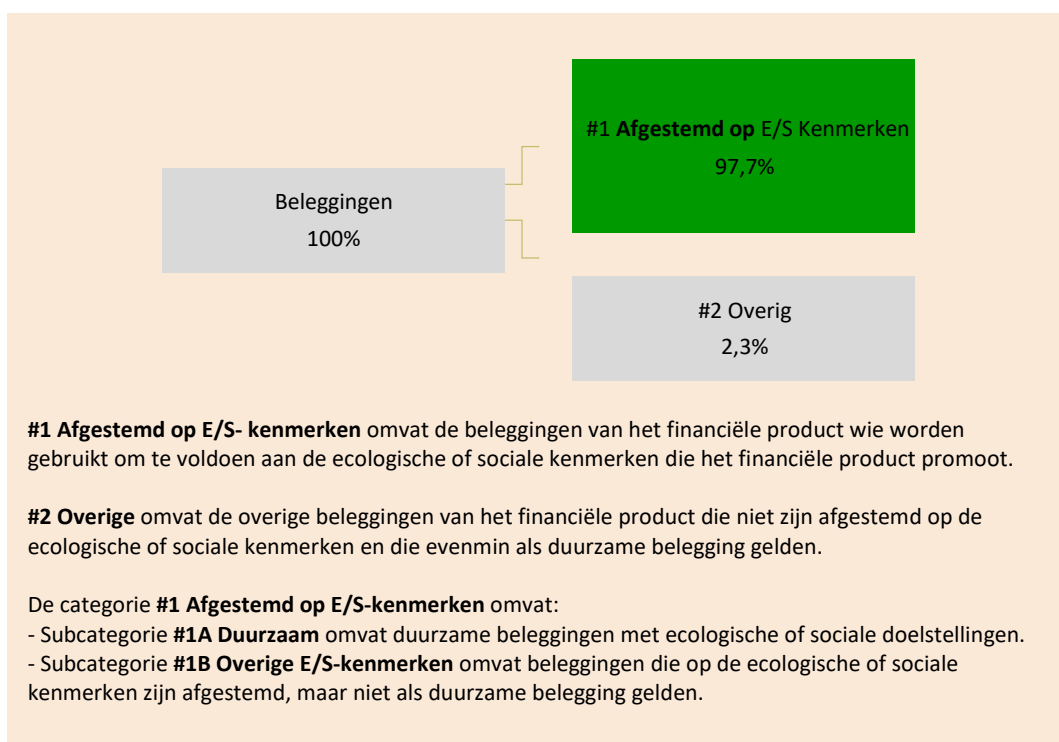 #1 Afgestemd op E/S Kenmerken
97,7%
Beleggingen
100%
#2 Overig
2,3%
#1 Afgestemd op E/S- kenmerken omvat de beleggingen van het financiële product wie worden
gebruikt om te voldoen aan de ecologische of sociale kenmerken die het financiële product promoot.
#2 Overige omvat de overige beleggingen van het financiële product die niet zijn afgestemd op de
ecologische of sociale kenmerken en die evenmin als duurzame belegging gelden.
De categorie #1 Afgestemd op E/S-kenmerken omvat:
- Subcategorie #1A Duurzaam omvat duurzame beleggingen met ecologische of sociale doelstellingen.
- Subcategorie #1B Overige E/S-kenmerken omvat beleggingen die op de ecologische of sociale
kenmerken zijn afgestemd, maar niet als duurzame belegging gelden.